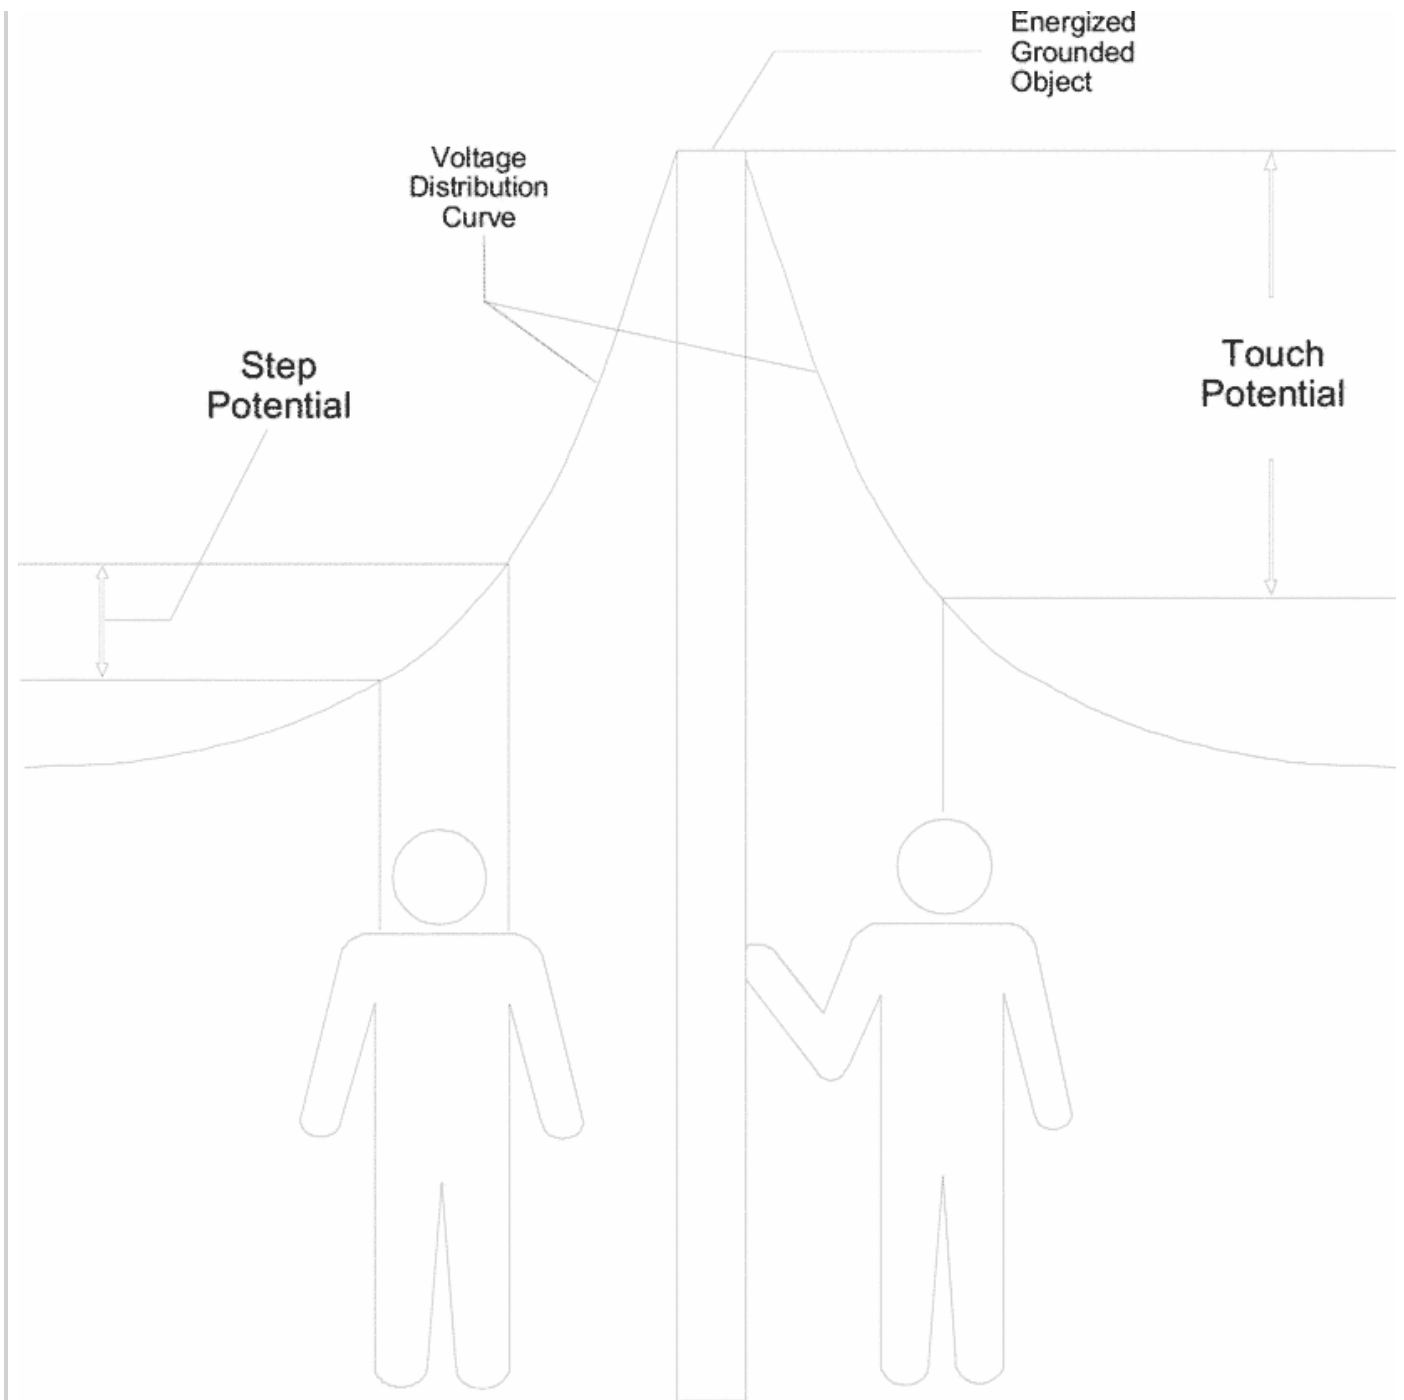 Energized
Grounded
Object
Voltage
Distribution
Curve
Step
Potential
Touch
Potential